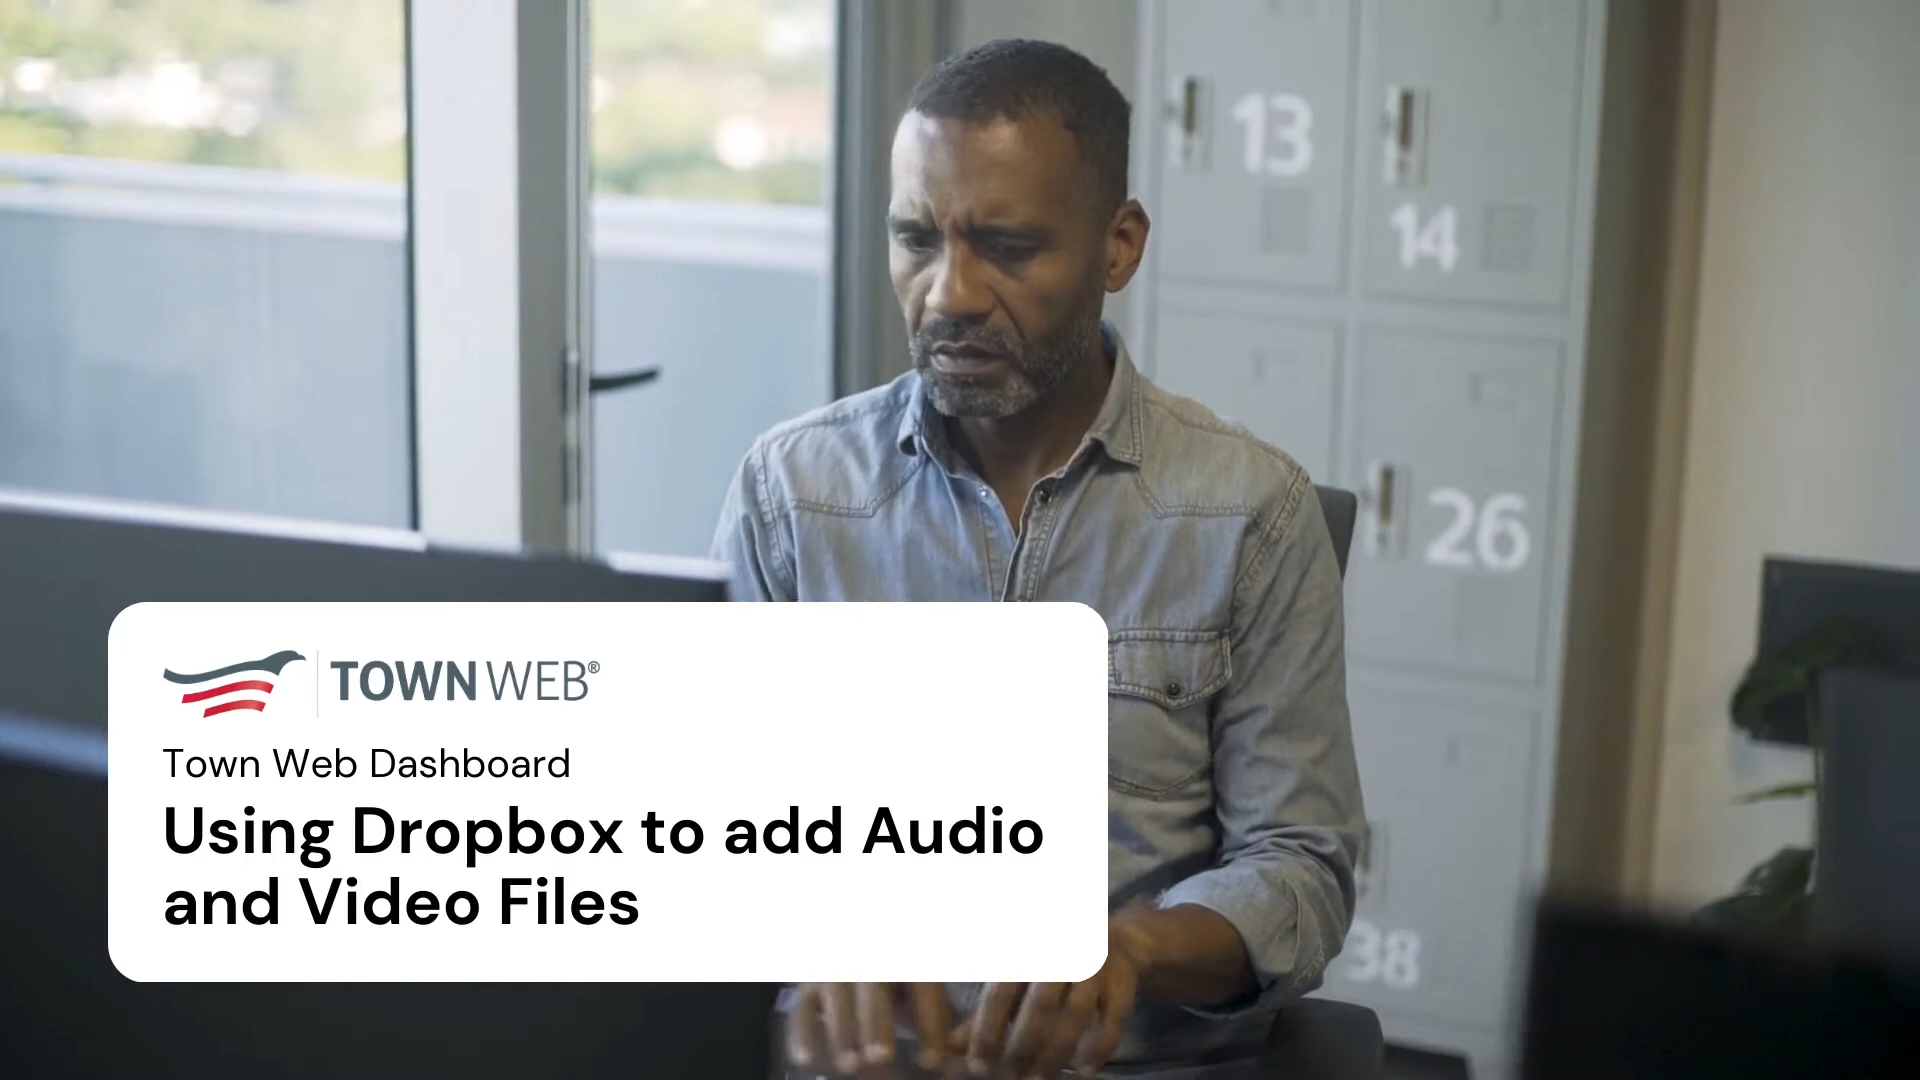 13
14
26
38
TOWN WEB®
Town Web Dashboard
Using Dropbox to add Audio
and Video Files